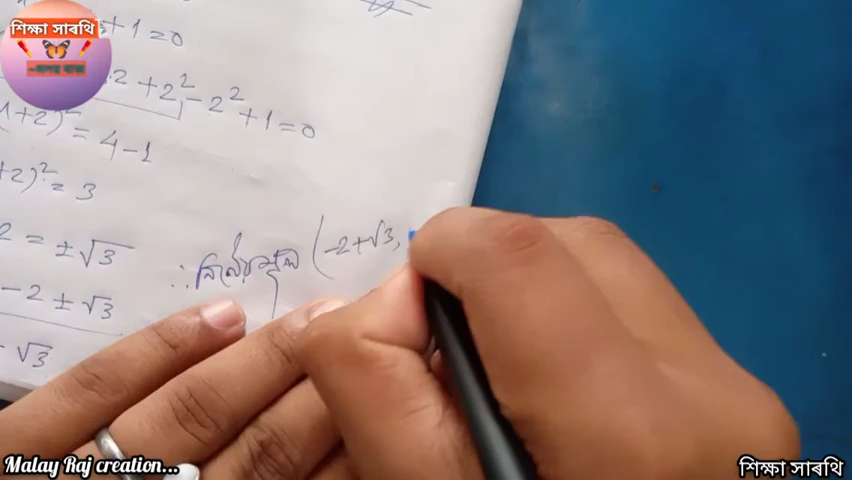 শিক্ষা সাৰথি
+1=0
2+2²-2²+1=0
+2)²=4-1
+2)²=3
2=±√3
-2±√3
√3
∴ নিৰ্ণেয় মূল (-2+√3,
Malay Raj creation...
শিক্ষা সাৰথি